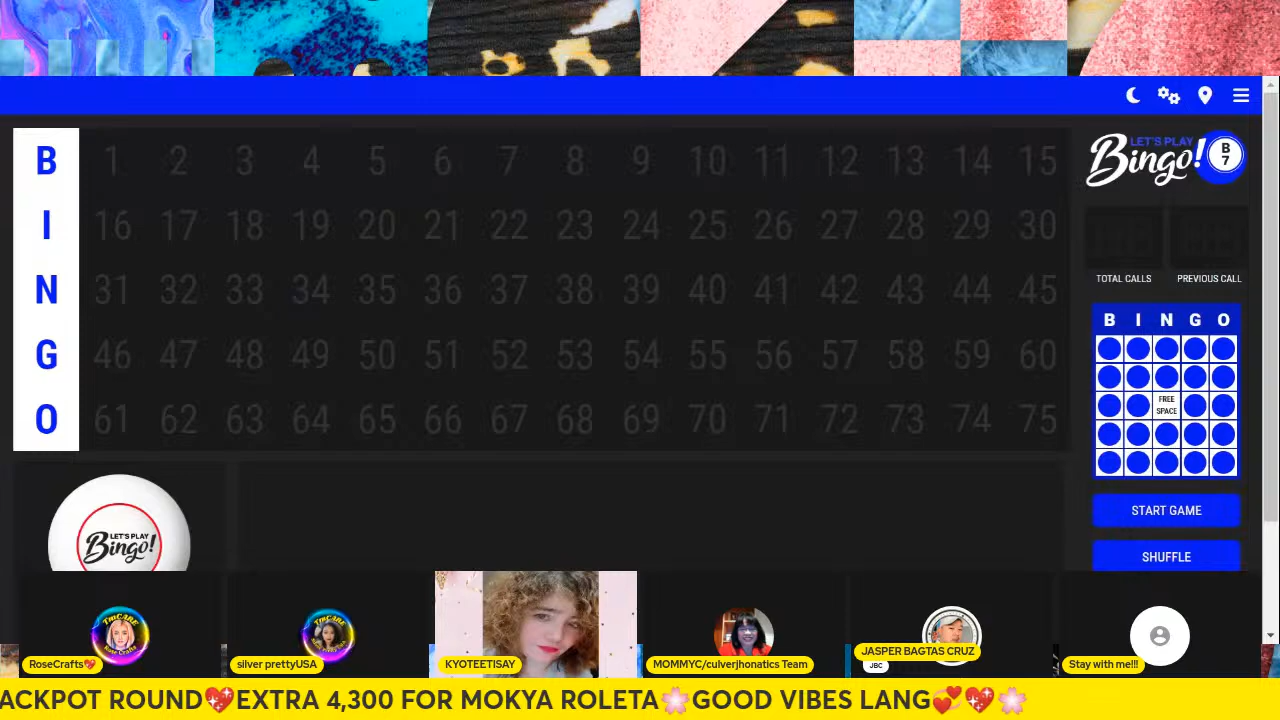 B 1 2 3 4 5 6 7 8 9 10 11 12 13 14 15
I 16 17 18 19 20 21 22 23 24 25 26 27 28 29 30
N 31 32 33 34 35 36 37 38 39 40 41 42 43 44 45
G 46 47 48 49 50 51 52 53 54 55 56 57 58 59 60
O 61 62 63 64 65 66 67 68 69 70 71 72 73 74 75
LET'S PLAY
Bingo!
B
7
TOTAL CALLS
PREVIOUS CALL
B I N G O
FREE
SPACE
START GAME
SHUFFLE
LET'S PLAY
Bingo!
RoseCrafts💖
silver prettyUSA
KYOTEETISAY
MOMMYC/culverjhonatics Team
JASPER BAGTAS CRUZ
JBC
Stay with me!!!
ACKPOT ROUND💖EXTRA 4,300 FOR MOKYA ROLETA🌸GOOD VIBES LANG💞💖🌸